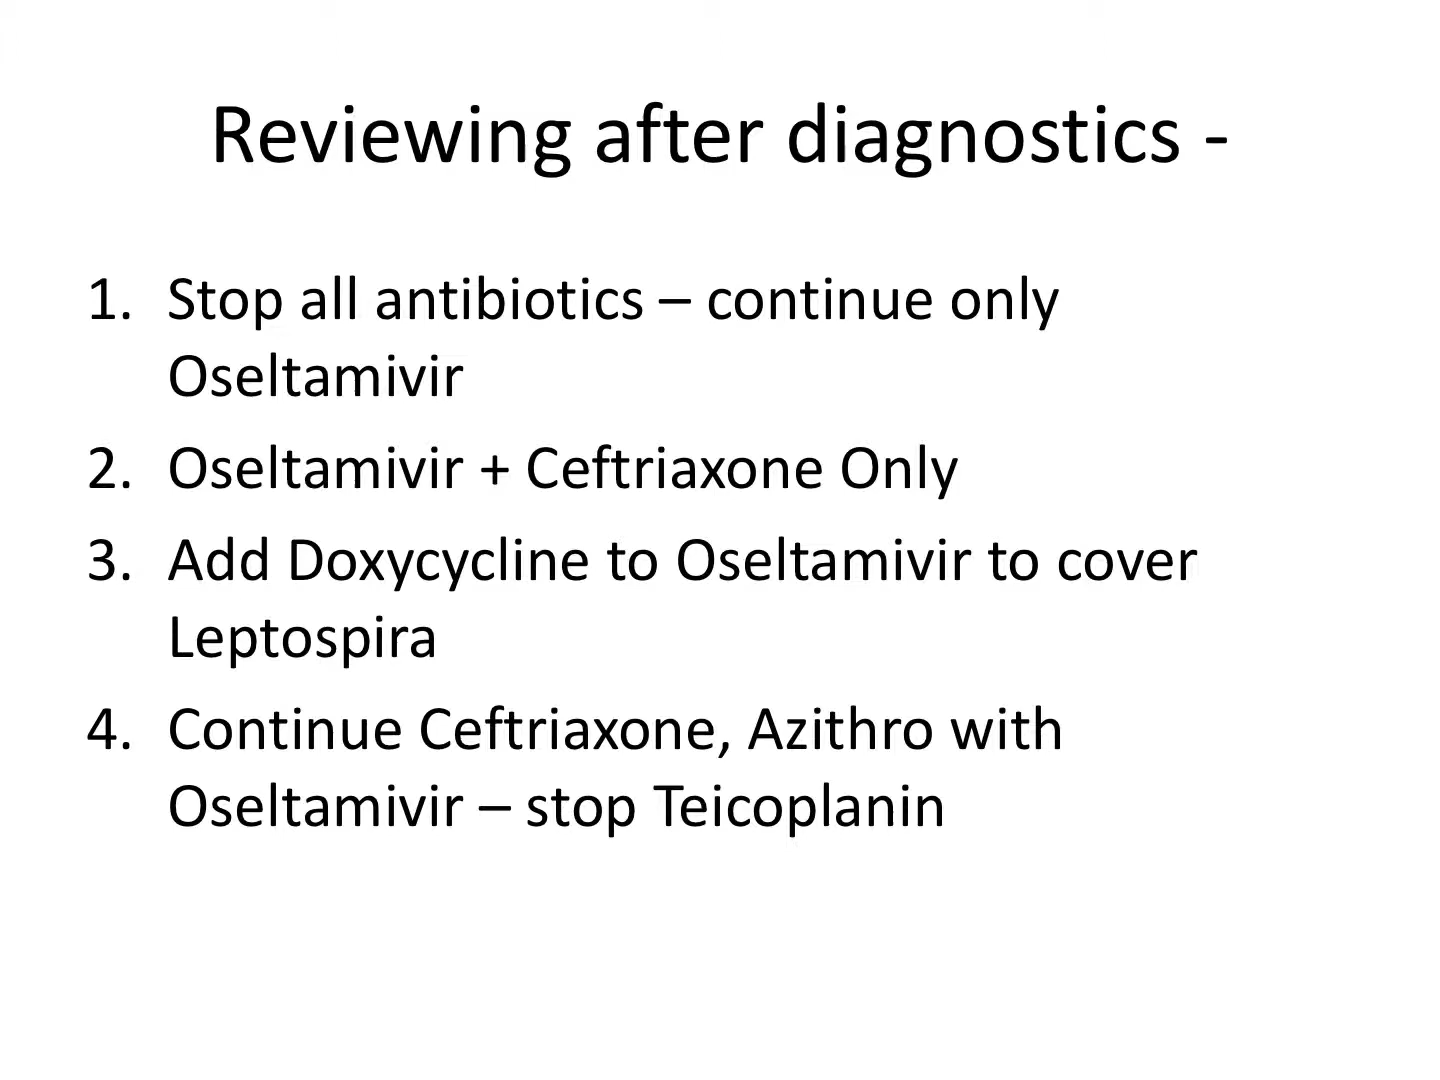 Reviewing after diagnostics -
1. Stop all antibiotics – continue only
Oseltamivir
2. Oseltamivir + Ceftriaxone Only
3. Add Doxycycline to Oseltamivir to cover
Leptospira
4. Continue Ceftriaxone, Azithro with
Oseltamivir – stop Teicoplanin